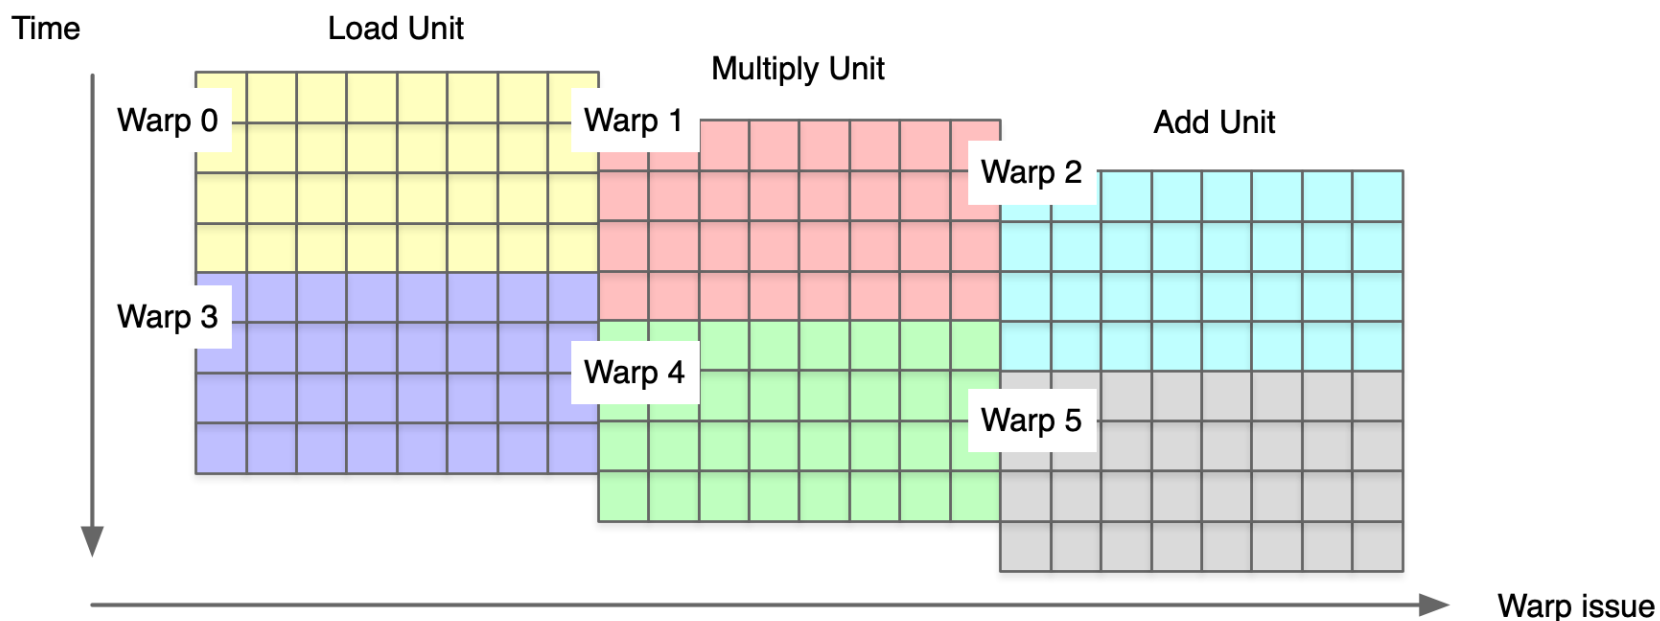 Time
Load Unit
Multiply Unit
Add Unit
Warp 0
Warp 1
Warp 2
Warp 3
Warp 4
Warp 5
Warp issue